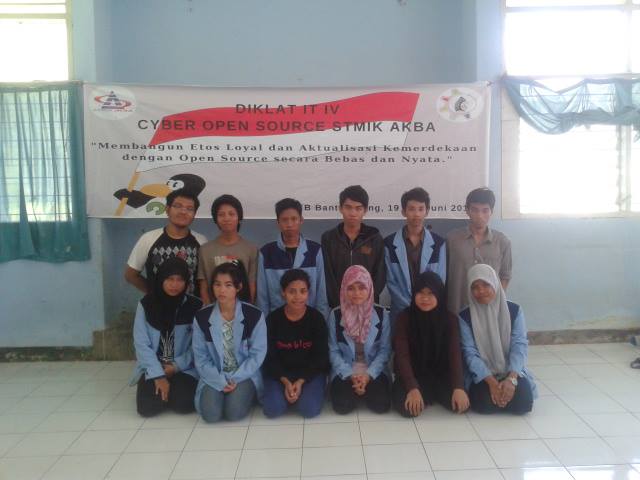 DIKLAT IT IV
CYBER OPEN SOURCE STMIK AKBA
"Membangun Etos Loyal dan Aktualisasi Kemerdekaan
dengan Open Source secara Bebas dan Nyata."
19